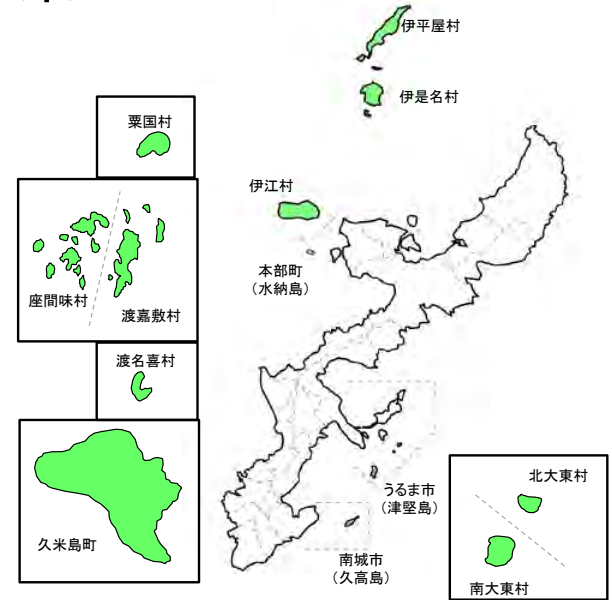 伊平屋村
伊是名村
粟国村
伊江村
本部町
（水納島）
座間味村
渡嘉敷村
渡名喜村
久米島町
うるま市
（津堅島）
南城市
（久高島）
北大東村
南大東村